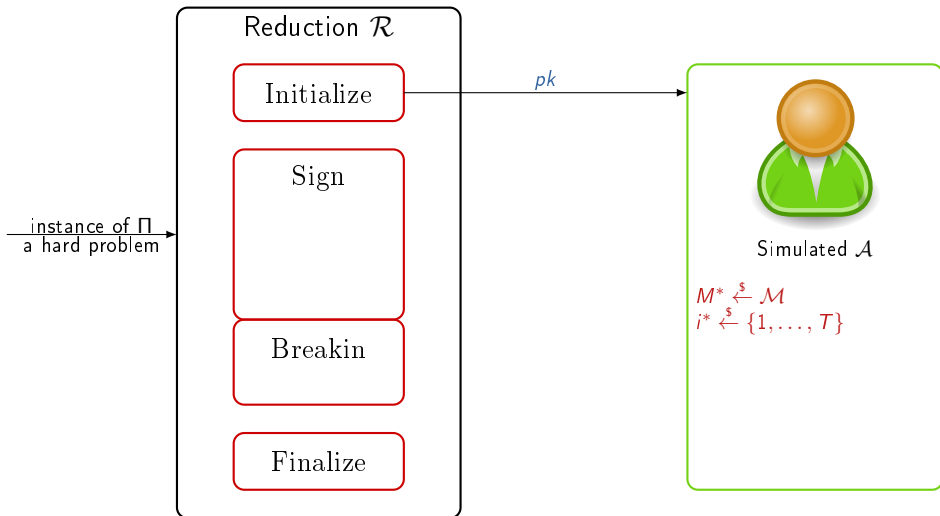 Reduction ℛ
Initialize
pk
Sign
instance of Π
a hard problem
Simulated 𝒜
M* ←$ ℳ
i* ←$ {1, . . . , T}
Breakin
Finalize